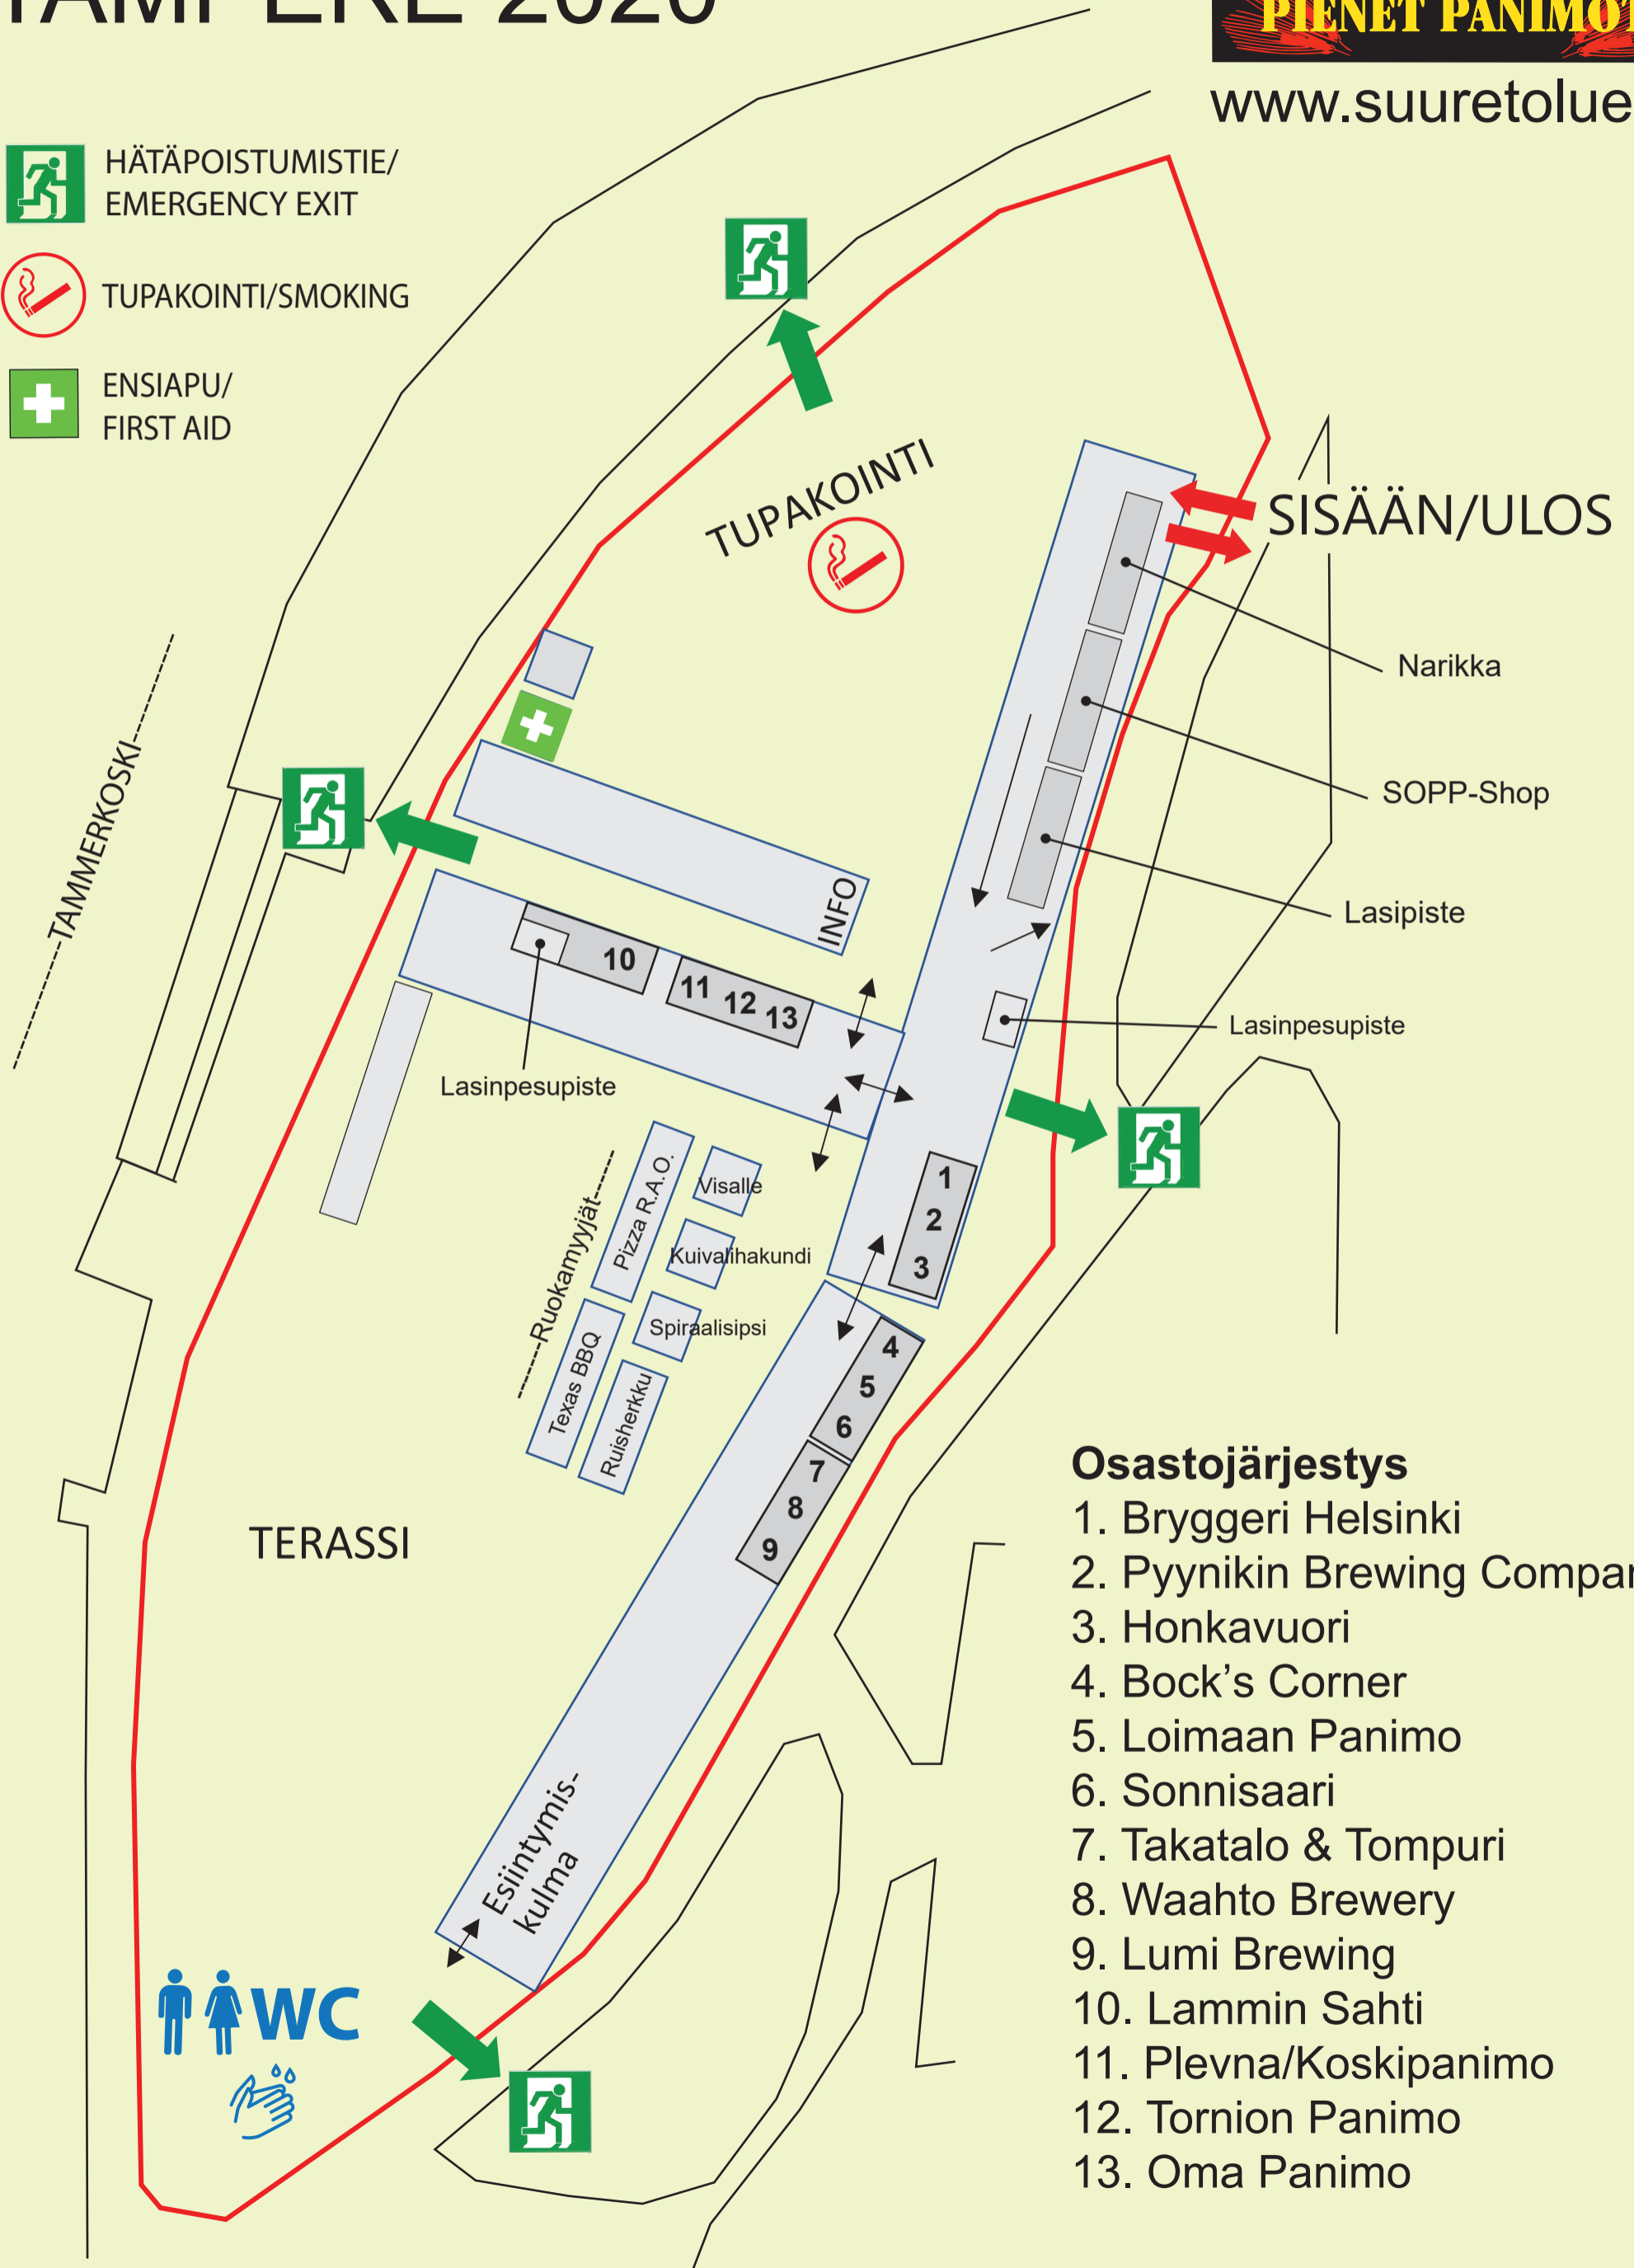 TAMPERE 2020
PIENET PANIMOT
www.suuretolue
HÄTÄPOISTUMISTIE/
EMERGENCY EXIT
TUPAKOINTI/SMOKING
ENSIAPU/
FIRST AID
TUPAKOINTI
SISÄÄN/ULOS
Narikka
SOPP-Shop
Lasipiste
Lasinpesupiste
--TAMMERKOSKI--
INFO
10
11 12 13
Lasinpesupiste
1
2
3
----Ruokamyyjät----
Pizza R.A.O.
Visalle
Kuivalihakundi
Spiraalisipsi
Texas BBQ
Ruisherkku
4
5
6
7
8
9
TERASSI
Esiintymis-
kulma
WC
Osastojärjestys
1. Bryggeri Helsinki
2. Pyynikin Brewing Compan
3. Honkavuori
4. Bock's Corner
5. Loimaan Panimo
6. Sonnisaari
7. Takatalo & Tompuri
8. Waahto Brewery
9. Lumi Brewing
10. Lammin Sahti
11. Plevna/Koskipanimo
12. Tornion Panimo
13. Oma Panimo